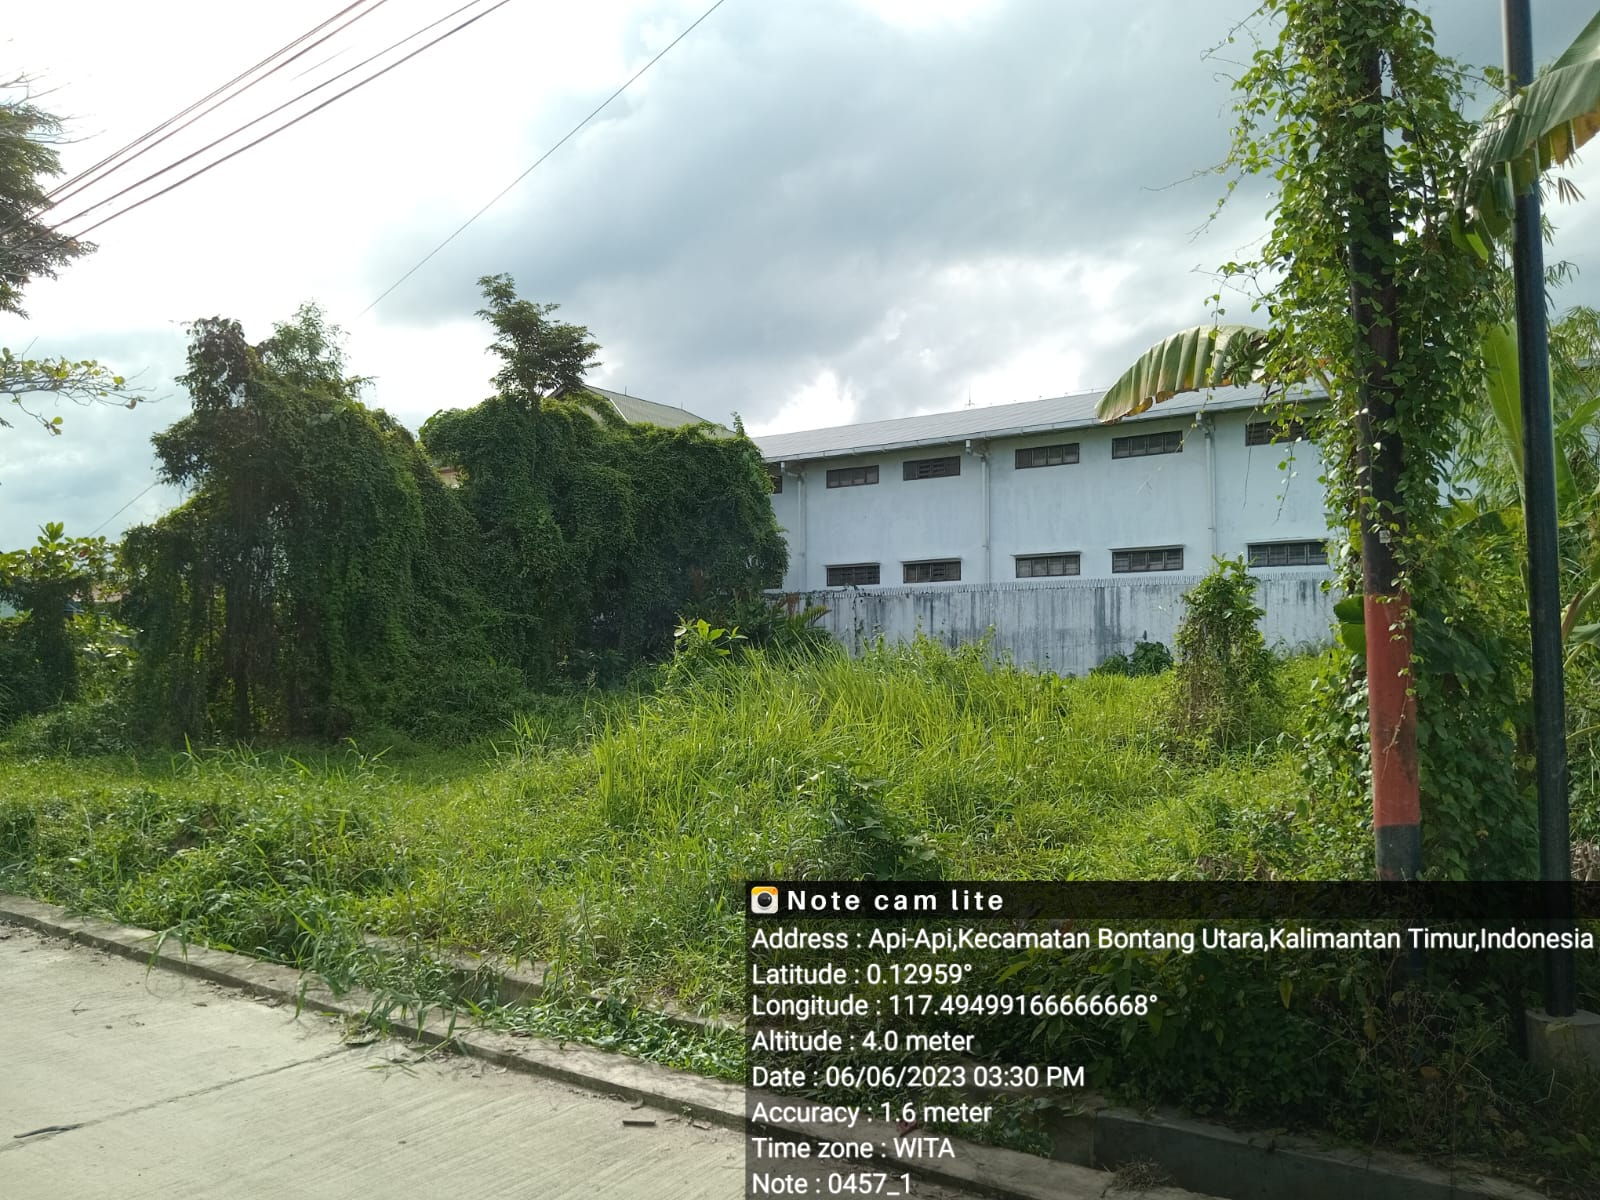 Note cam lite
Address : Api-Api,Kecamatan Bontang Utara,Kalimantan Timur,Indonesia
Latitude : 0.12959°
Longitude : 117.49499166666668°
Altitude : 4.0 meter
Date : 06/06/2023 03:30 PM
Accuracy : 1.6 meter
Time zone : WITA
Note : 0457_1